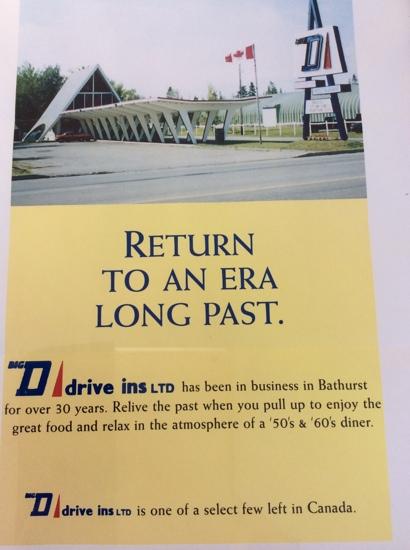 D
RETURN
TO AN ERA
LONG PAST.
BIG D drive ins LTD has been in business in Bathurst
for over 30 years. Relive the past when you pull up to enjoy the
great food and relax in the atmosphere of a '50's & '60's diner.
BIG D drive ins LTD is one of a select few left in Canada.